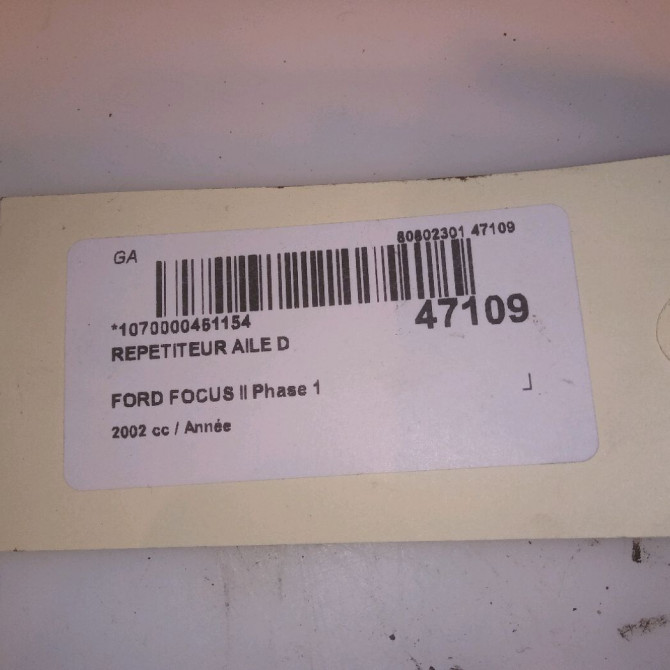 GA
60602301 47109
*1070000461154
47109
REPETITEUR AILE D
FORD FOCUS II Phase 1
2002 cc / Année